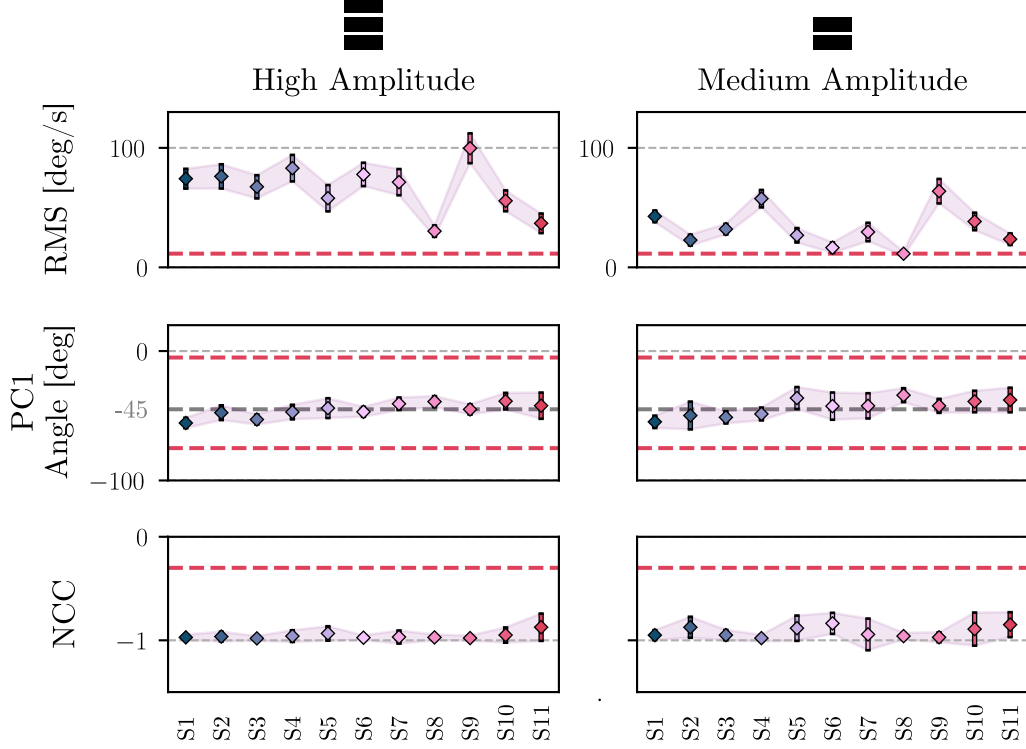 High Amplitude
Medium Amplitude
RMS [deg/s]
100
0
100
0
PC1
Angle [deg]
0
-45
−100
NCC
0
−1
S1 S2 S3 S4 S5 S6 S7 S8 S9 S10 S11
S1 S2 S3 S4 S5 S6 S7 S8 S9 S10 S11